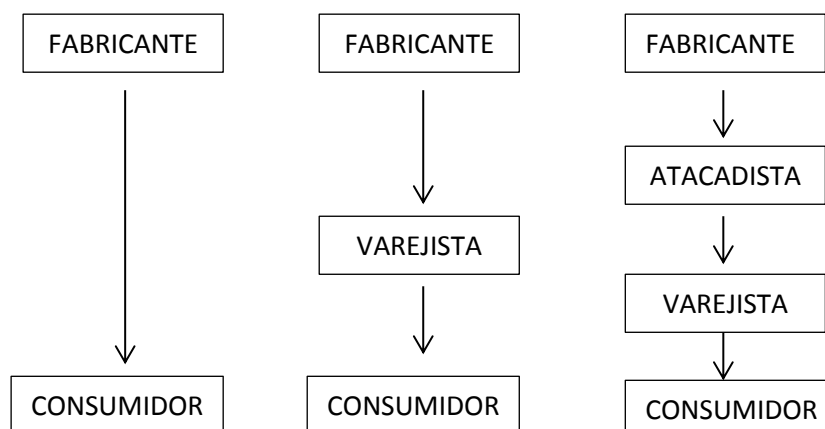 FABRICANTE
CONSUMIDOR
FABRICANTE
VAREJISTA
CONSUMIDOR
FABRICANTE
ATACADISTA
VAREJISTA
CONSUMIDOR